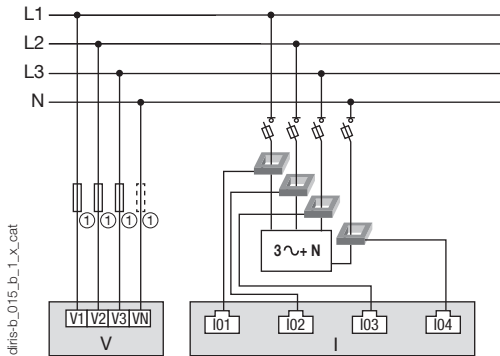 L1
L2
L3
N
1 1 1 1
3∿+ N
V1 V2 V3 VN
V
I01 I02 I03 I04
I
diris-b_015_b_1_x_cat